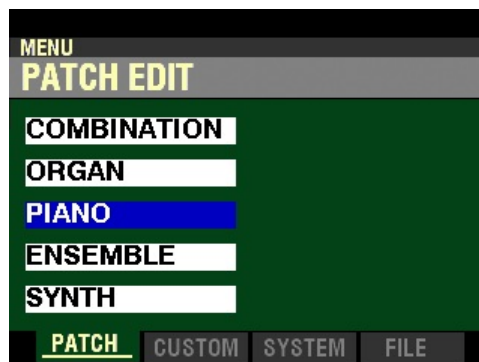 MENU
PATCH EDIT
COMBINATION
ORGAN
PIANO
ENSEMBLE
SYNTH
PATCH CUSTOM SYSTEM FILE